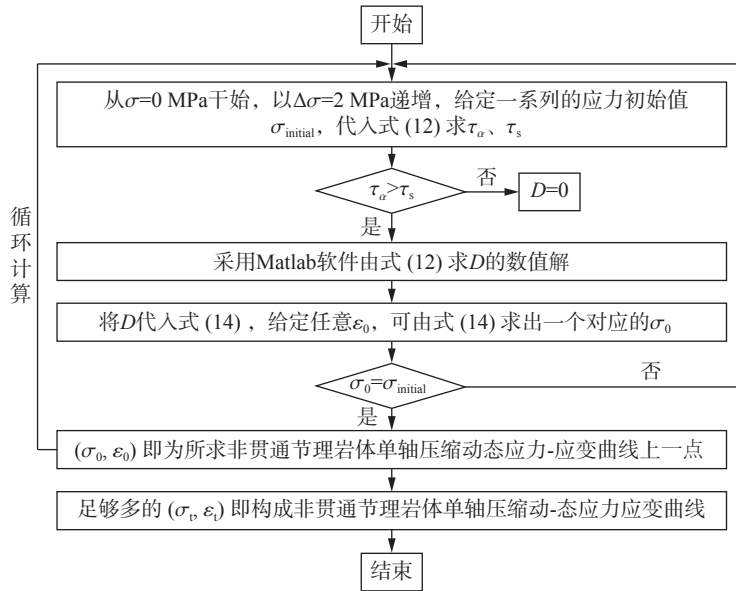 开始
从σ=0 MPa干始，以Δσ=2 MPa递增，给定一系列的应力初始值
σinitial，代入式 (12) 求τα、τs
τα>τs
否
D=0
是
采用Matlab软件由式 (12) 求D的数值解
将D代入式 (14) ，给定任意ε0，可由式 (14) 求出一个对应的σ0
σ0=σinitial
否
是
(σ0, ε0) 即为所求非贯通节理岩体单轴压缩动态应力-应变曲线上一点
循环计算
足够多的 (σt, εt) 即构成非贯通节理岩体单轴压缩动-态应力应变曲线
结束